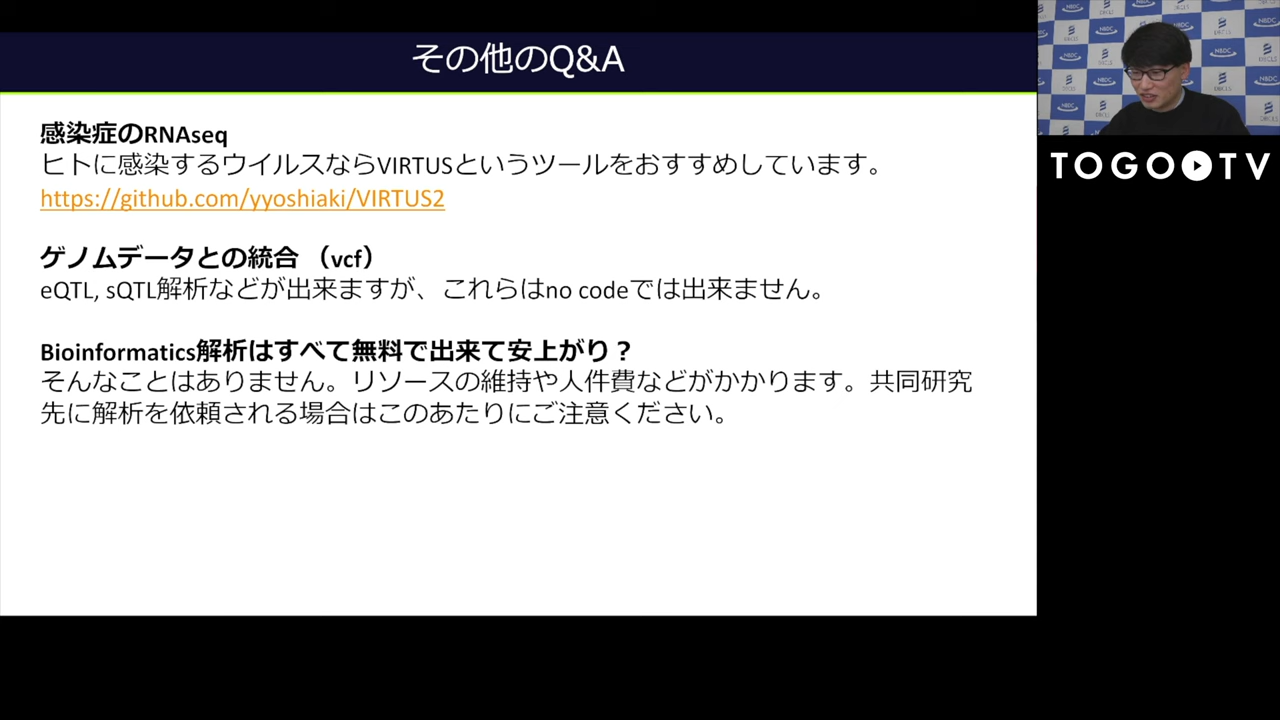 その他のQ&A
感染症のRNAseq
ヒトに感染するウイルスならVIRTUSというツールをおすすめしています。
https://github.com/yyoshiaki/VIRTUS2
ゲノムデータとの統合 （vcf）
eQTL, sQTL解析などが出来ますが、これらはno codeでは出来ません。
Bioinformatics解析はすべて無料で出来て安上がり？
そんなことはありません。リソースの維持や人件費などがかかります。共同研究
先に解析を依頼される場合はこのあたりにご注意ください。
NBDC
DBCLS
TOGO TV